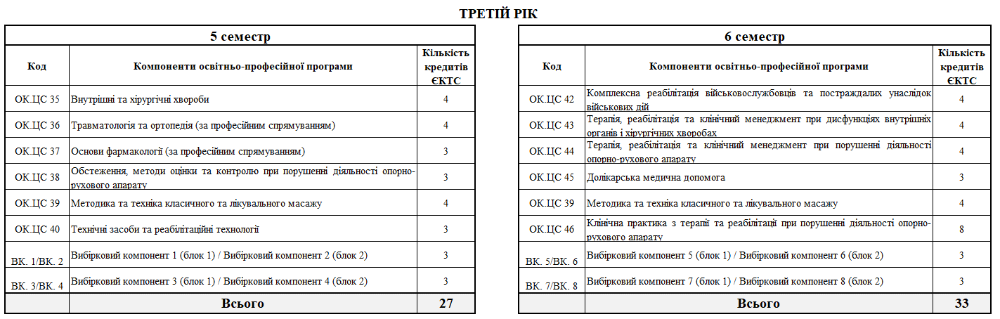 ТРЕТІЙ РІК
5 семестр
Код
Компоненти освітньо-професійної програми
Кількість
кредитів
ЄКТС
ОК.ЦС 35 Внутрішні та хірургічні хвороби 4
ОК.ЦС 36 Травматологія та ортопедія (за професійним спрямуванням) 4
ОК.ЦС 37 Основи фармакології (за професійним спрямуванням) 3
ОК.ЦС 38 Обстеження, методи оцінки та контролю при порушенні діяльності опорно-
рухового апарату 3
ОК.ЦС 39 Методика та техніка класичного та лікувального масажу 4
ОК.ЦС 40 Технічні засоби та реабілітаційні технології 3
ВК. 1/ВК. 2 Вибірковий компонент 1 (блок 1) / Вибірковий компонент 2 (блок 2) 3
ВК. 3/ВК. 4 Вибірковий компонент 3 (блок 1) / Вибірковий компонент 4 (блок 2) 3
Всього 27
6 семестр
Код
Компоненти освітньо-професійної програми
Кількість
кредитів
ЄКТС
ОК.ЦС 42 Комплексна реабілітація військовослужбовців та постраждалих унаслідок
військових дій 4
ОК.ЦС 43 Терапія, реабілітація та клінічний менеджмент при дисфункціях внутрішніх
органів і хірургічних хворобах 4
ОК.ЦС 44 Терапія, реабілітація та клінічний менеджмент при порушенні діяльності
опорно-рухового апарату 4
ОК.ЦС 45 Долікарська медична допомога 3
ОК.ЦС 39 Методика та техніка класичного та лікувального масажу 4
ОК.ЦС 46 Клінічна практика з терапії та реабілітації при порушенні діяльності опорно-
рухового апарату 8
ВК. 5/ВК. 6 Вибірковий компонент 5 (блок 1) / Вибірковий компонент 6 (блок 2) 3
ВК. 7/ВК. 8 Вибірковий компонент 7 (блок 1) / Вибірковий компонент 8 (блок 2) 3
Всього 33